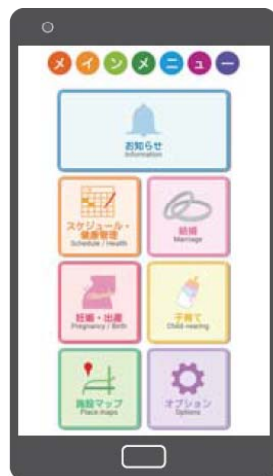 メインメニュー
お知らせ
Information
スケジュール・
健康管理
Schedule / Health
結婚
Marriage
妊娠・出産
Pregnancy / Birth
子育て
Child-rearing
施設マップ
Place maps
オプション
Options